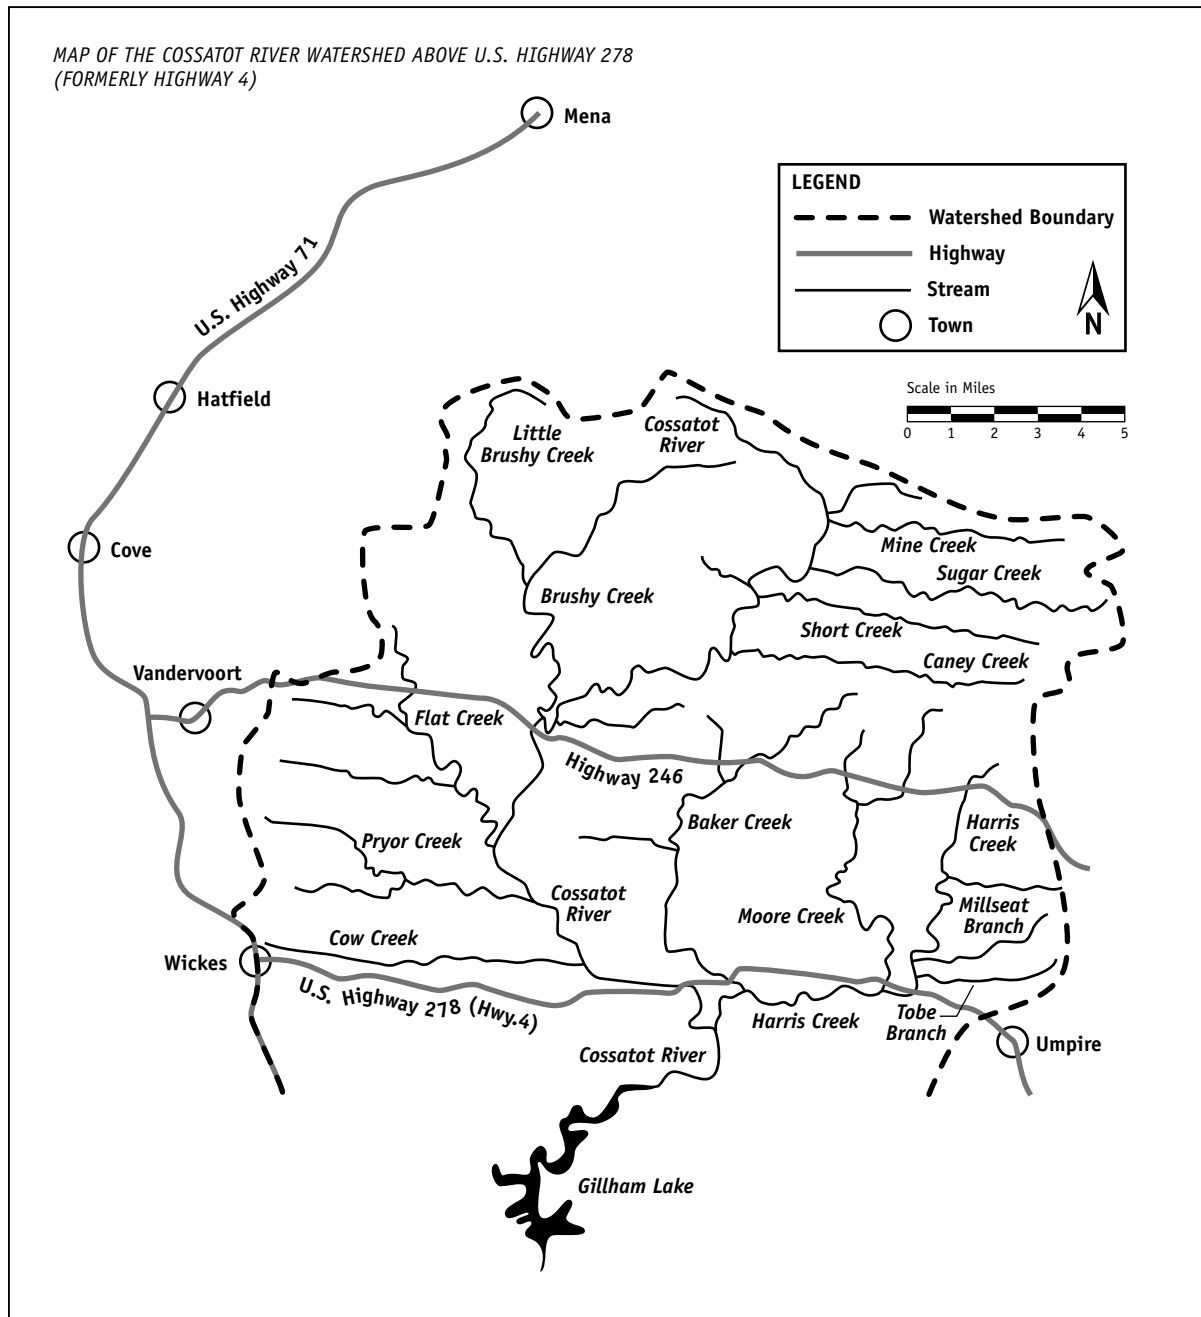 MAP OF THE COSSATOT RIVER WATERSHED ABOVE U.S. HIGHWAY 278
(FORMERLY HIGHWAY 4)
Mena
LEGEND
Watershed Boundary
Highway
Stream
Town
N
U.S. Highway 71
Scale in Miles
0 1 2 3 4 5
Hatfield
Little
Brushy Creek
Cossatot
River
Cove
Mine Creek
Sugar Creek
Brushy Creek
Short Creek
Caney Creek
Vandervoort
Flat Creek
Highway 246
Baker Creek
Harris
Creek
Pryor Creek
Cossatot
River
Moore Creek
Millseat
Branch
Cow Creek
Wickes
U.S. Highway 278 (Hwy.4)
Harris Creek
Tobe
Branch
Umpire
Cossatot River
Gillham Lake